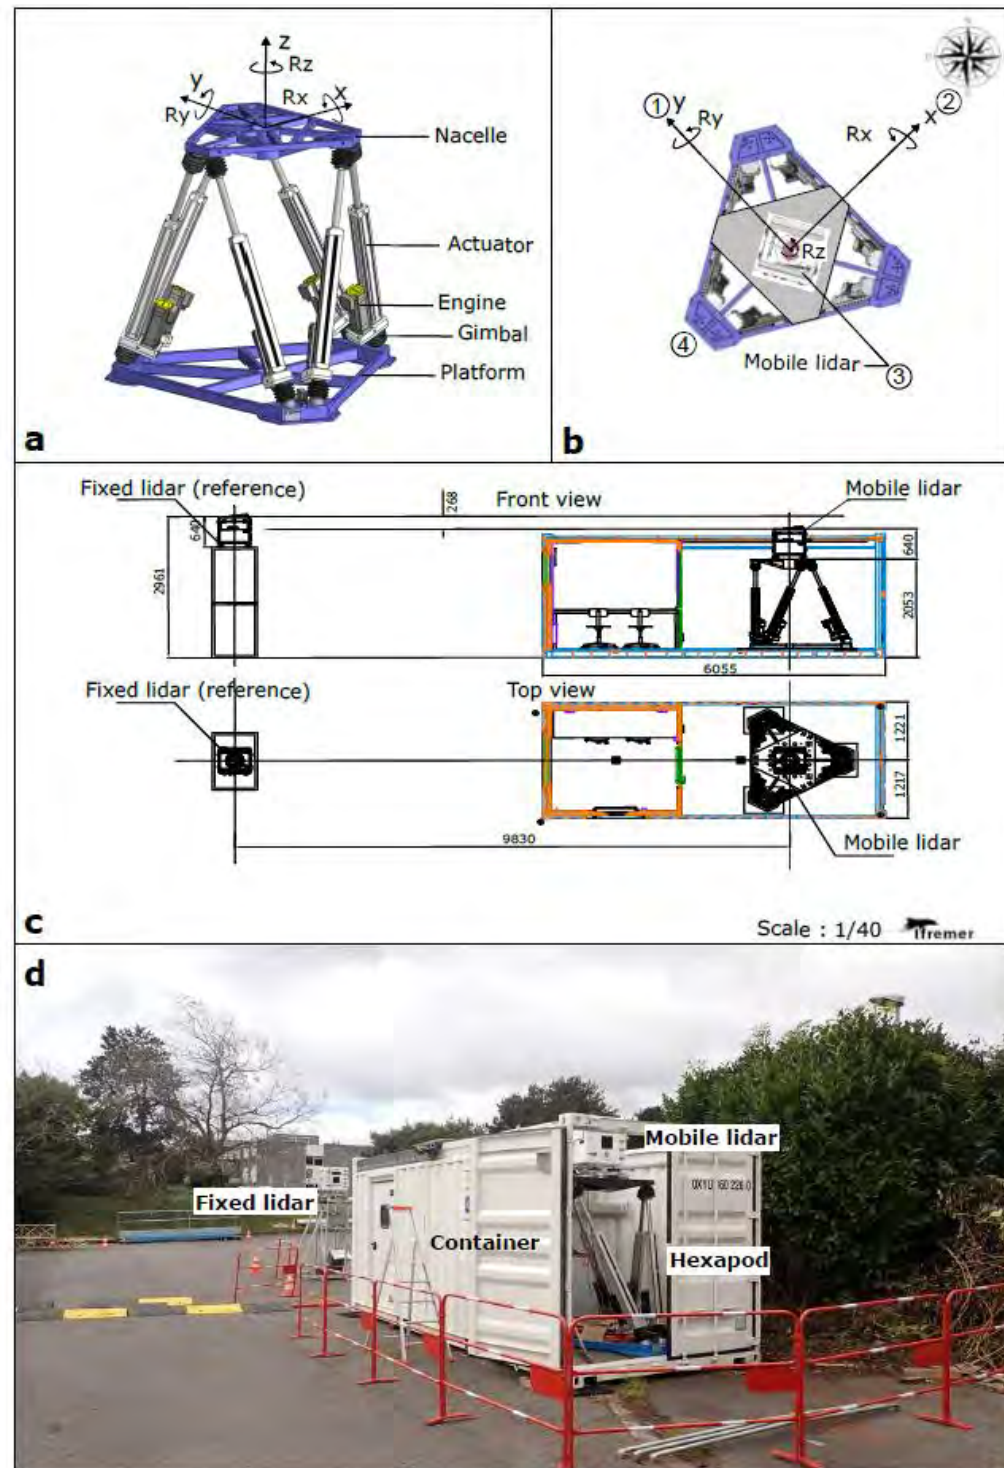 z
Rz
y
Rx
x
Ry
Nacelle
Actuator
Engine
Gimbal
Platform
a
1 y
Ry
2
x
Rx
Rz
4
Mobile lidar
3
b
Fixed lidar (reference)
268
Front view
Mobile lidar
640
2961
640
2053
6055
Fixed lidar (reference)
Top view
1221
1217
9830
Mobile lidar
c
Scale : 1/40
Ifremer
d
Mobile lidar
Fixed lidar
Container
Hexapod